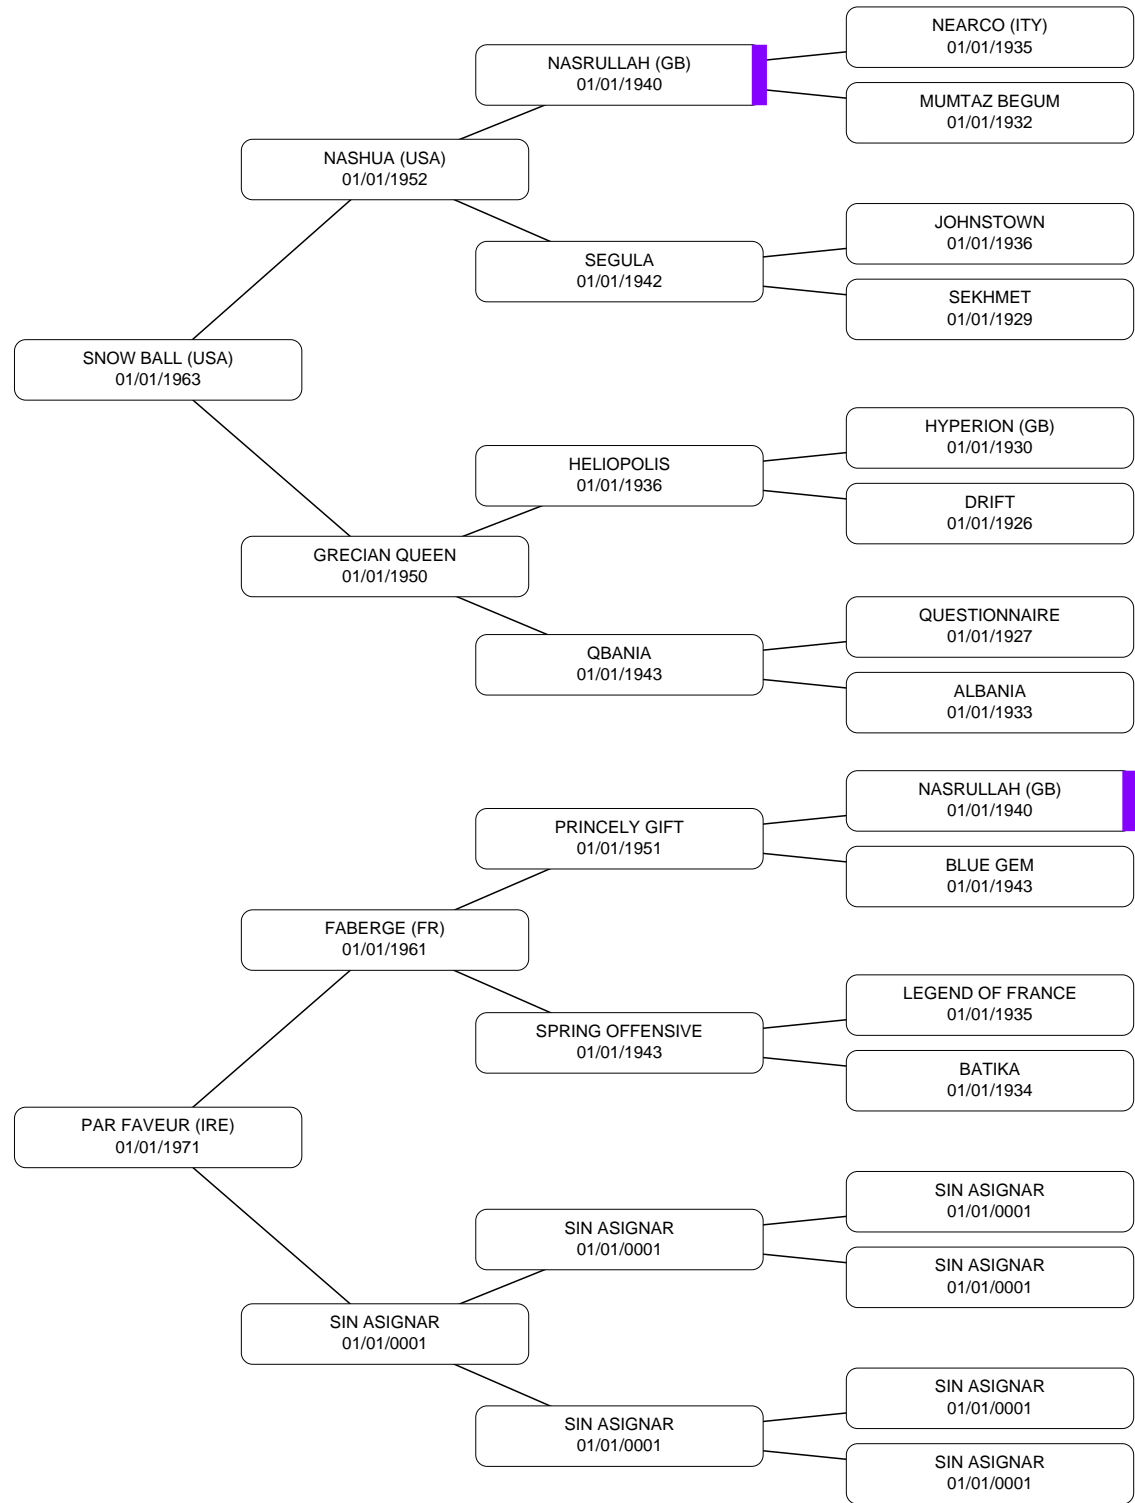 NEARCO (ITY)
01/01/1935
NASRULLAH (GB)
01/01/1940
MUMTAZ BEGUM
01/01/1932
NASHUA (USA)
01/01/1952
JOHNSTOWN
01/01/1936
SEGULA
01/01/1942
SEKHMET
01/01/1929
SNOW BALL (USA)
01/01/1963
HYPERION (GB)
01/01/1930
HELIOPOLIS
01/01/1936
DRIFT
01/01/1926
GRECIAN QUEEN
01/01/1950
QUESTIONNAIRE
01/01/1927
QBANIA
01/01/1943
ALBANIA
01/01/1933
NASRULLAH (GB)
01/01/1940
PRINCELY GIFT
01/01/1951
BLUE GEM
01/01/1943
FABERGE (FR)
01/01/1961
LEGEND OF FRANCE
01/01/1935
SPRING OFFENSIVE
01/01/1943
BATIKA
01/01/1934
PAR FAVEUR (IRE)
01/01/1971
SIN ASIGNAR
01/01/0001
SIN ASIGNAR
01/01/0001
SIN ASIGNAR
01/01/0001
SIN ASIGNAR
01/01/0001
SIN ASIGNAR
01/01/0001
SIN ASIGNAR
01/01/0001
SIN ASIGNAR
01/01/0001